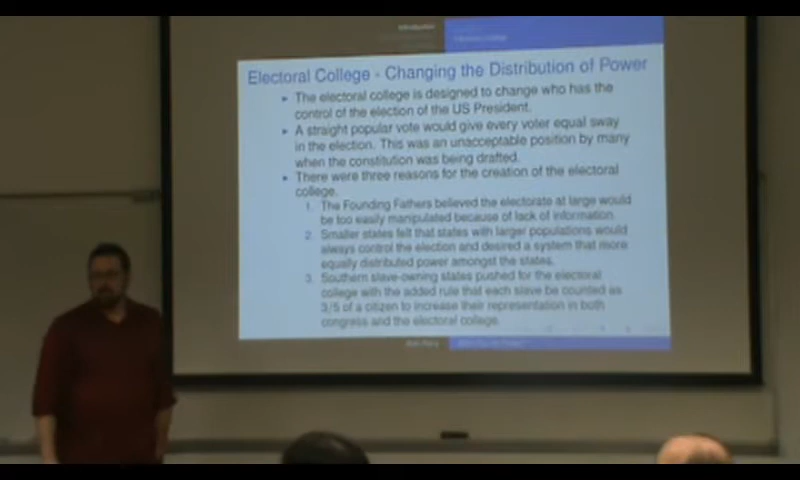 Introduction
Electoral College - Changing the Distribution of Power
The electoral college is designed to change who has the
control of the election of the US President.
A straight popular vote would give every voter equal sway
in the election. This was an unacceptable position by many
when the constitution was being drafted.
There were three reasons for the creation of the electoral
college.
1. The Founding Fathers believed the electorate at large would
be too easily manipulated because of lack of information.
2. Smaller states felt that states with larger populations would
always control the election and desired a system that more
equally distributed power amongst the states.
3. Southern slave-owning states pushed for the electoral
college with the added rule that each slave be counted as
3/5 of a citizen to increase their representation in both
congress and the electoral college.